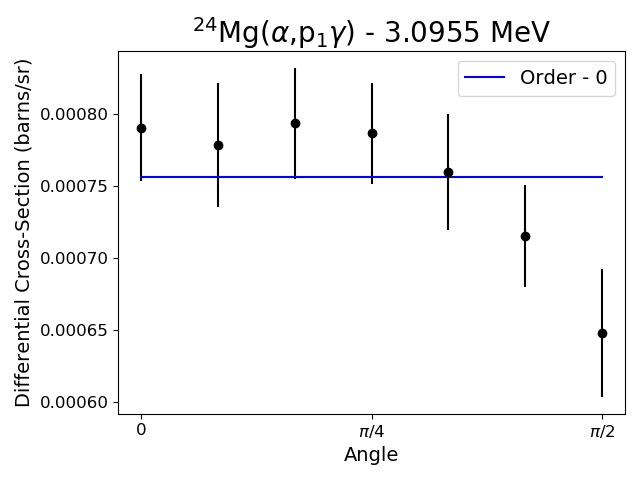 ²⁴Mg(α,p₁γ) - 3.0955 MeV
Order - 0
Differential Cross-Section (barns/sr)
0.00080
0.00075
0.00070
0.00065
0.00060
0 π/4 π/2
Angle